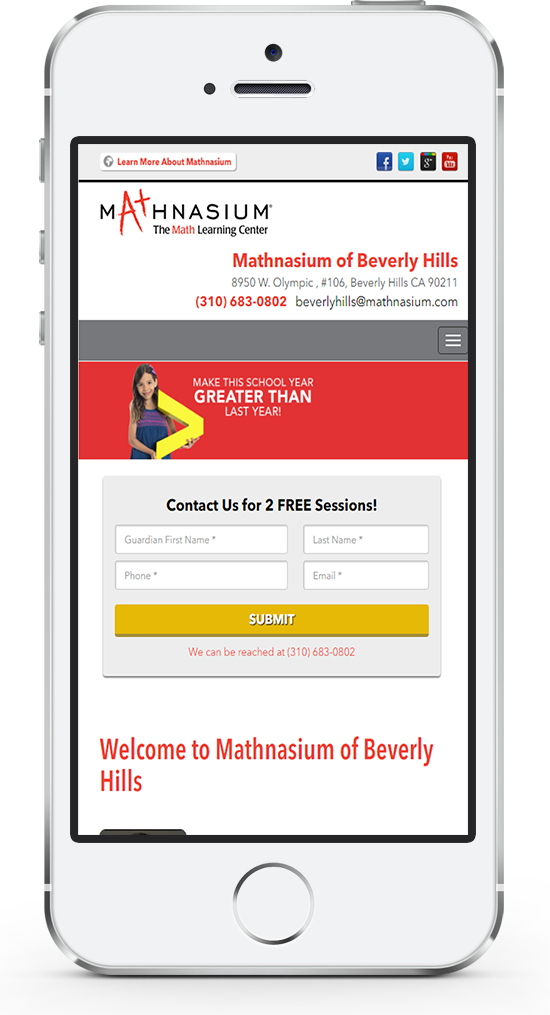 Learn More About Mathnasium
f
g+
You Tube
MATHNASIUM®
The Math Learning Center
Mathnasium of Beverly Hills
8950 W. Olympic , #106, Beverly Hills CA 90211
(310) 683-0802 beverlyhills@mathnasium.com
MAKE THIS SCHOOL YEAR
GREATER THAN
LAST YEAR!
Contact Us for 2 FREE Sessions!
Guardian First Name * Last Name *
Phone * Email *
SUBMIT
We can be reached at (310) 683-0802
Welcome to Mathnasium of Beverly
Hills